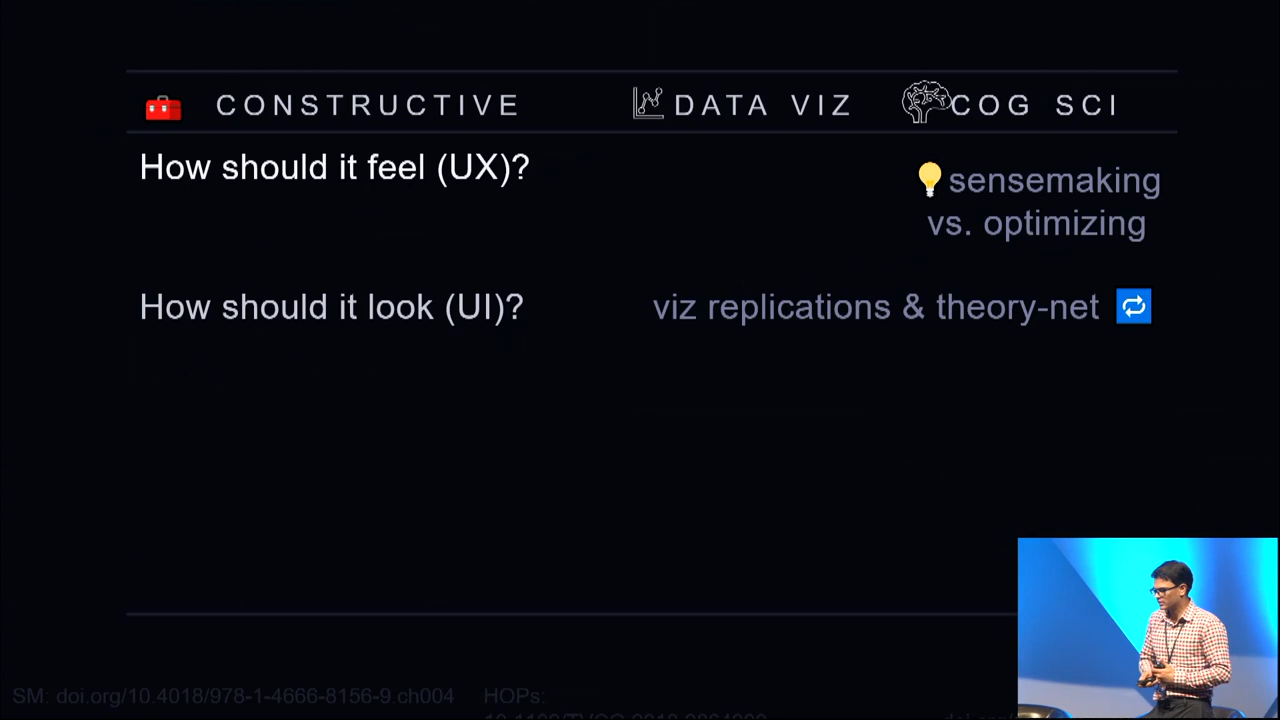 CONSTRUCTIVE DATA VIZ COG SCI
How should it feel (UX)?
sensemaking
vs. optimizing
How should it look (UI)? viz replications & theory-net
SM: doi.org/10.4018/978-1-4666-8156-9.ch004 HOPs: